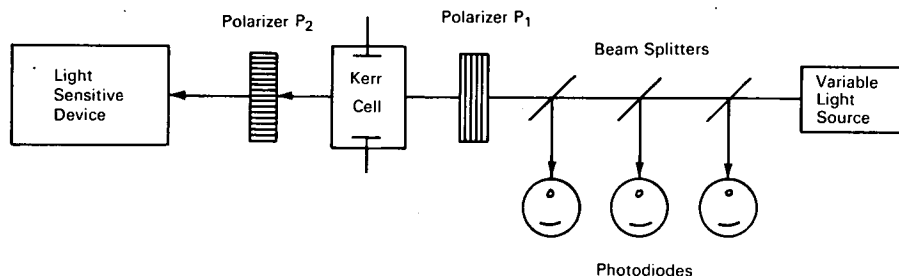 Polarizer P2
Polarizer P1
Beam Splitters
Light
Sensitive
Device
Kerr
Cell
Variable
Light
Source
Photodiodes